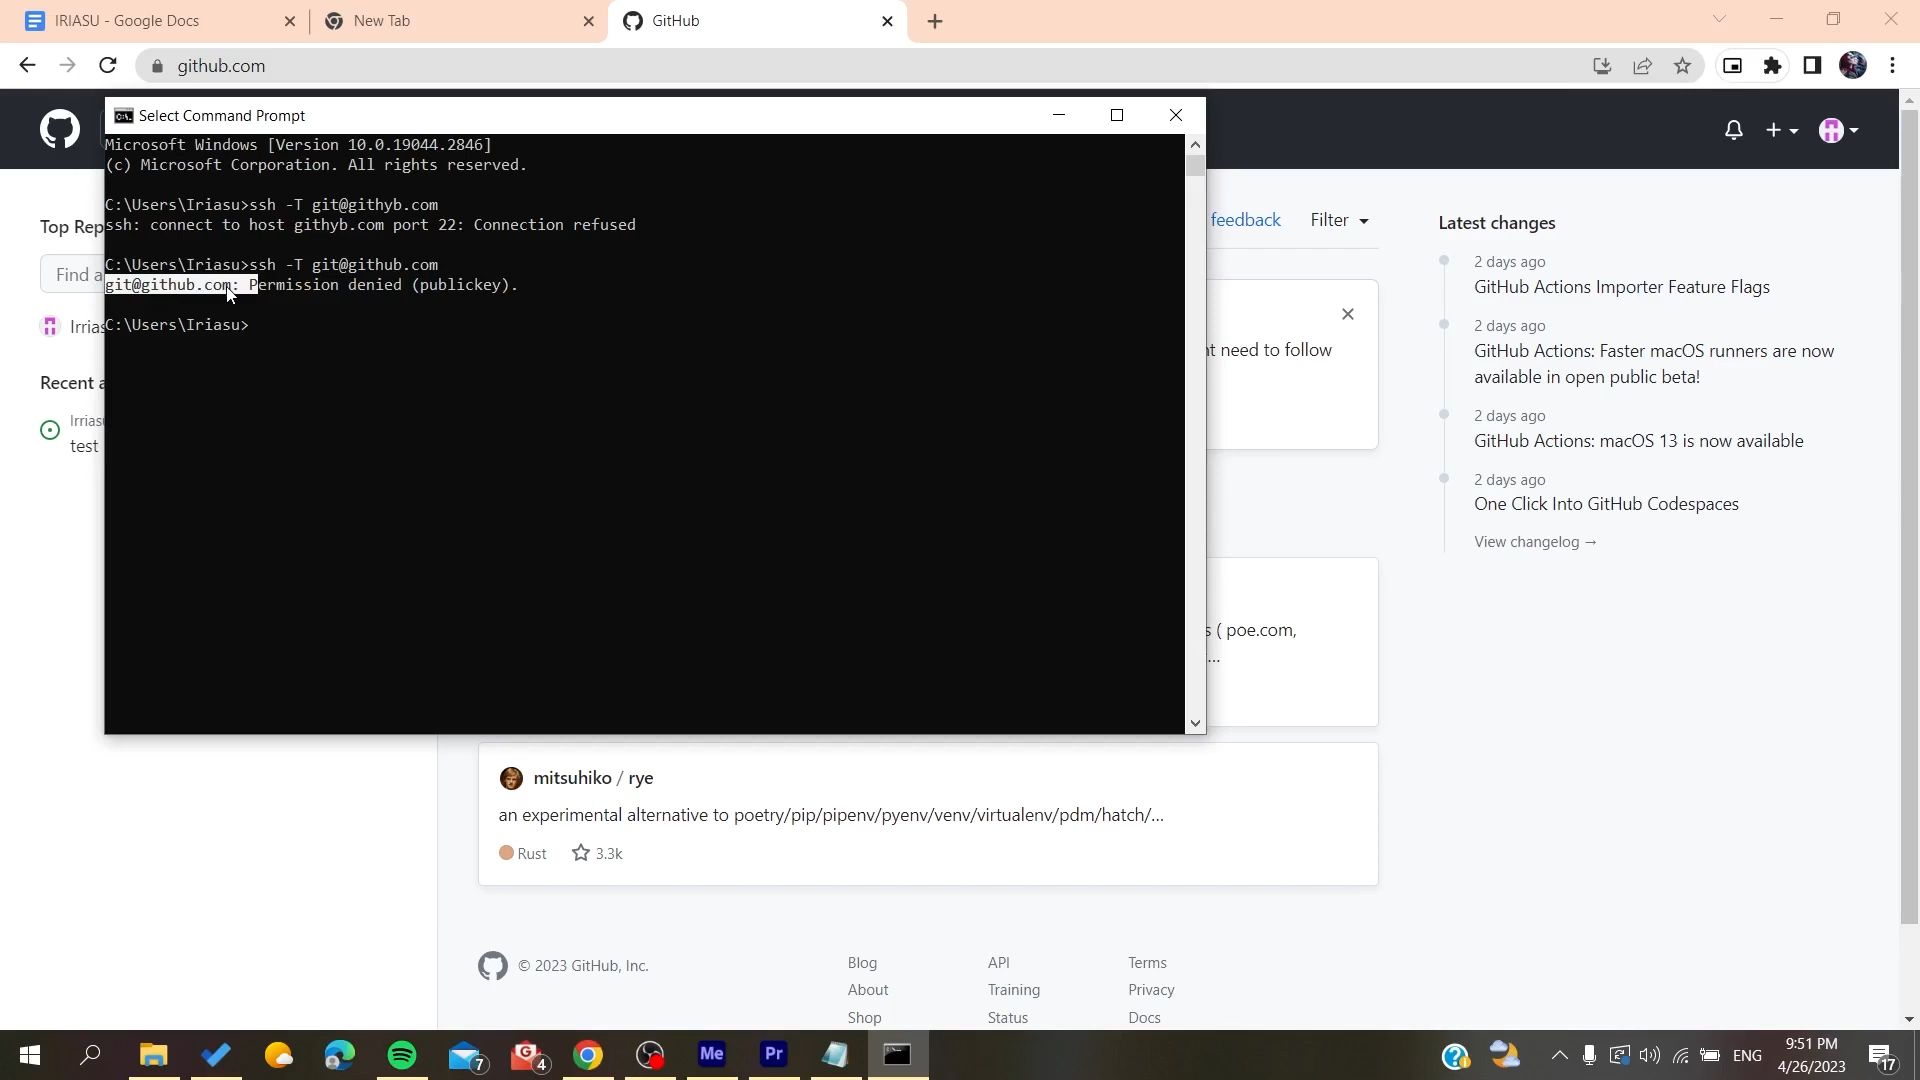 IRIASU - Google Docs
New Tab
GitHub
github.com
Select Command Prompt
Microsoft Windows [Version 10.0.19044.2846]
(c) Microsoft Corporation. All rights reserved.
C:\Users\Iriasu>ssh -T git@githyb.com
ssh: connect to host githyb.com port 22: Connection refused
C:\Users\Iriasu>ssh -T git@github.com
git@github.com: Permission denied (publickey).
C:\Users\Iriasu>
Top Rep
Find a
Irrias
Recent a
Irriasu
test
feedback
Filter
ht need to follow
s ( poe.com,
...
mitsuhiko / rye
an experimental alternative to poetry/pip/pipenv/pyenv/venv/virtualenv/pdm/hatch/...
Rust
3.3k
Latest changes
2 days ago
GitHub Actions Importer Feature Flags
2 days ago
GitHub Actions: Faster macOS runners are now
available in open public beta!
2 days ago
GitHub Actions: macOS 13 is now available
2 days ago
One Click Into GitHub Codespaces
View changelog →
© 2023 GitHub, Inc.
Blog
About
Shop
API
Training
Status
Terms
Privacy
Docs
7
4
Me
Pr
ENG
9:51 PM
4/26/2023
17